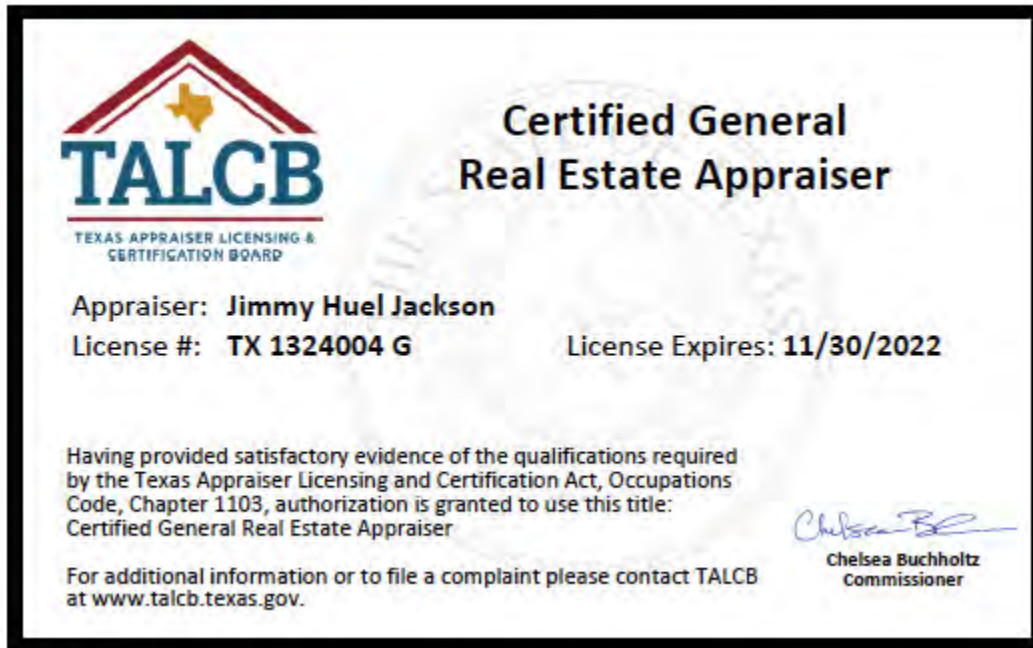 TALCB
TEXAS APPRAISER LICENSING &
CERTIFICATION BOARD
Certified General
Real Estate Appraiser
Appraiser: Jimmy Huel Jackson
License #: TX 1324004 G
License Expires: 11/30/2022
Having provided satisfactory evidence of the qualifications required
by the Texas Appraiser Licensing and Certification Act, Occupations
Code, Chapter 1103, authorization is granted to use this title:
Certified General Real Estate Appraiser
For additional information or to file a complaint please contact TALCB
at www.talcb.texas.gov.
Chelsea Buchholtz
Commissioner